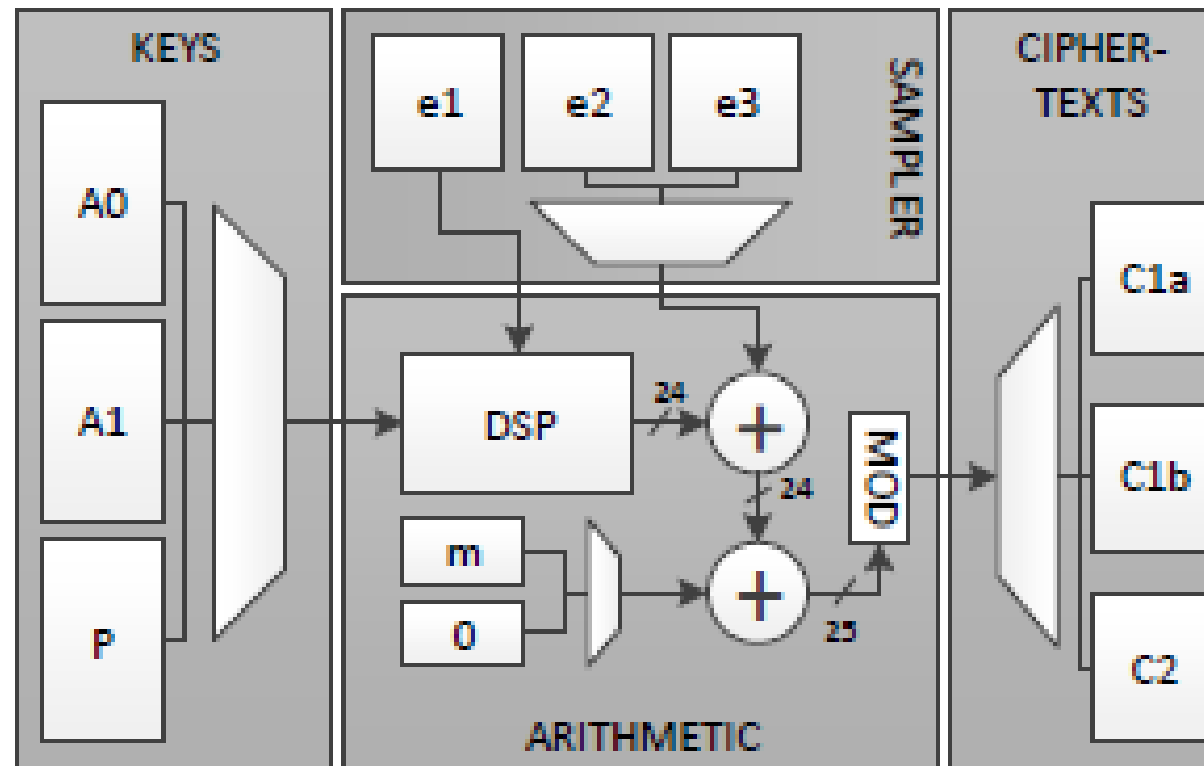 KEYS
A0
A1
P
e1
e2
e3
SAMPLER
DSP
24
+
24
m
0
+
25
MOD
ARITHMETIC
CIPHER-
TEXTS
C1a
C1b
C2